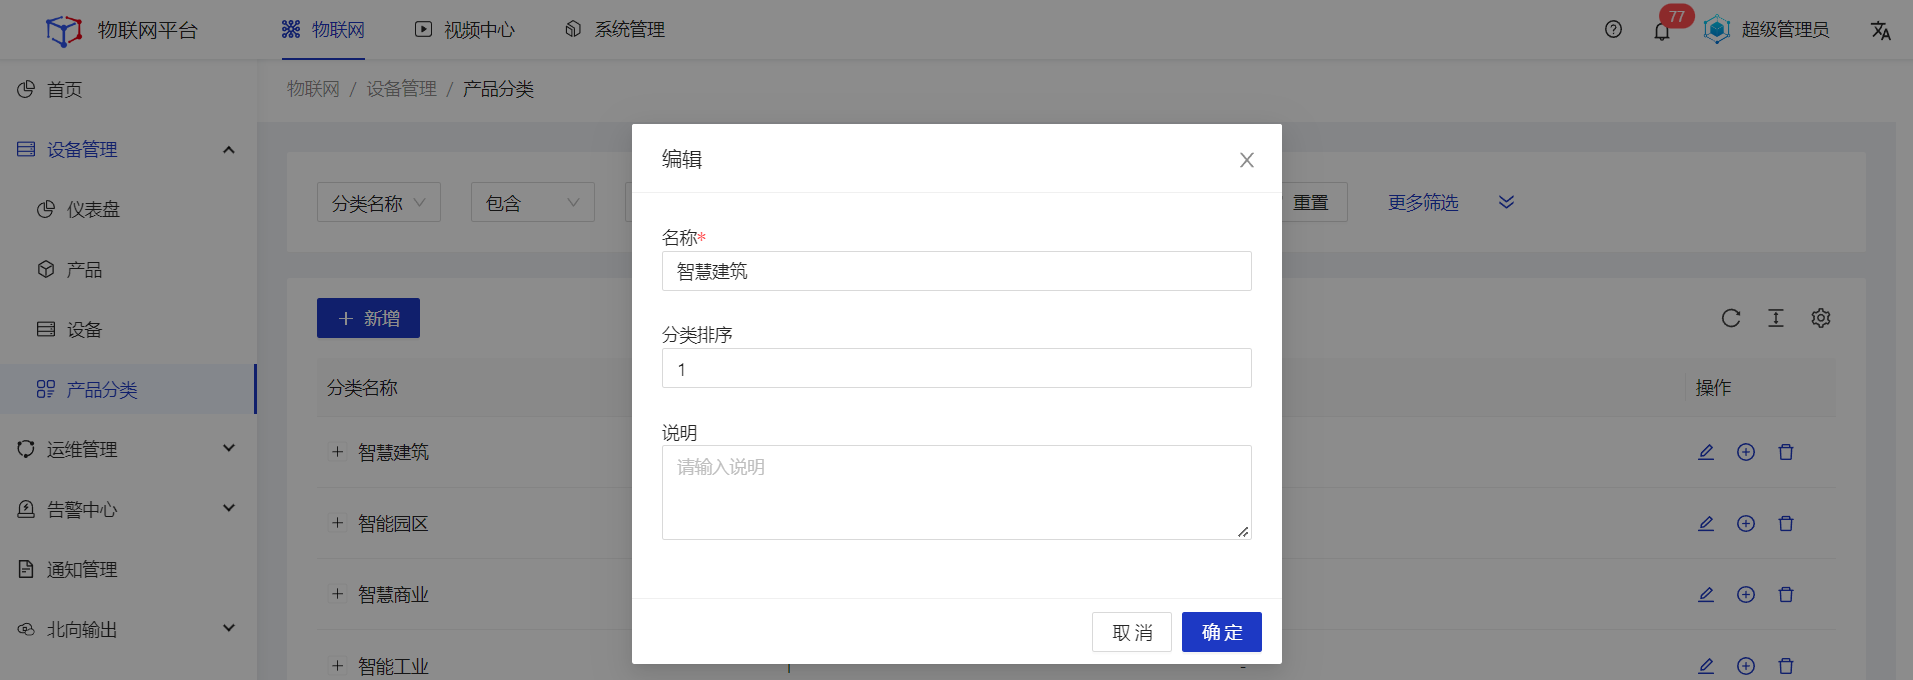 物联网平台
物联网
视频中心
系统管理
77
超级管理员
首页
设备管理
仪表盘
产品
设备
产品分类
运维管理
告警中心
通知管理
北向输出
物联网 / 设备管理 / 产品分类
分类名称
包含
重置
更多筛选
新增
分类名称
操作
智慧建筑
智能园区
智慧商业
智能工业
-
编辑
名称*
智慧建筑
分类排序
1
说明
请输入说明
取 消
确 定